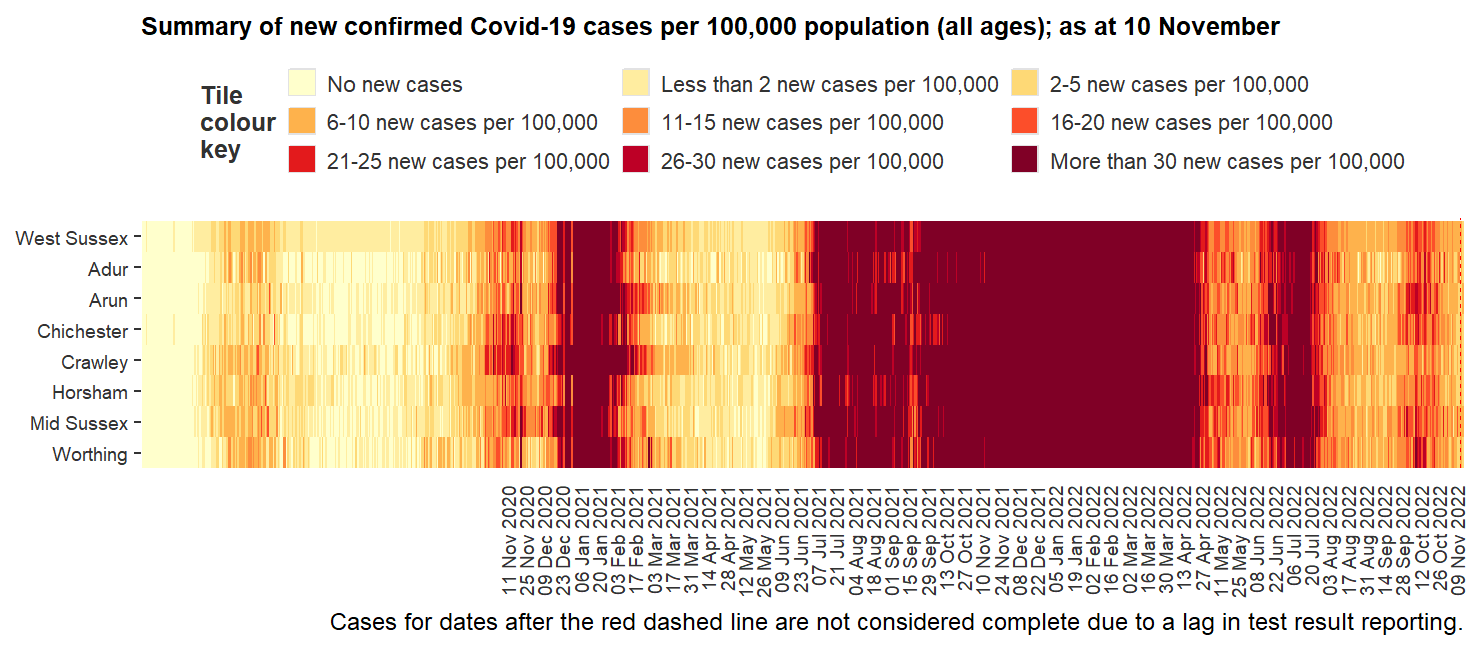 Summary of new confirmed Covid-19 cases per 100,000 population (all ages); as at 10 November
Tile
colour
key
No new cases
Less than 2 new cases per 100,000
2-5 new cases per 100,000
6-10 new cases per 100,000
11-15 new cases per 100,000
16-20 new cases per 100,000
21-25 new cases per 100,000
26-30 new cases per 100,000
More than 30 new cases per 100,000
West Sussex
Adur
Arun
Chichester
Crawley
Horsham
Mid Sussex
Worthing
11 Nov 2020
25 Nov 2020
09 Dec 2020
23 Dec 2020
06 Jan 2021
20 Jan 2021
03 Feb 2021
17 Feb 2021
03 Mar 2021
17 Mar 2021
31 Mar 2021
14 Apr 2021
28 Apr 2021
12 May 2021
26 May 2021
09 Jun 2021
23 Jun 2021
07 Jul 2021
21 Jul 2021
04 Aug 2021
18 Aug 2021
01 Sep 2021
15 Sep 2021
29 Sep 2021
13 Oct 2021
27 Oct 2021
10 Nov 2021
24 Nov 2021
08 Dec 2021
22 Dec 2021
05 Jan 2022
19 Jan 2022
02 Feb 2022
16 Feb 2022
02 Mar 2022
16 Mar 2022
30 Mar 2022
13 Apr 2022
27 Apr 2022
11 May 2022
25 May 2022
08 Jun 2022
22 Jun 2022
06 Jul 2022
20 Jul 2022
03 Aug 2022
17 Aug 2022
31 Aug 2022
14 Sep 2022
28 Sep 2022
12 Oct 2022
26 Oct 2022
09 Nov 2022
Cases for dates after the red dashed line are not considered complete due to a lag in test result reporting.